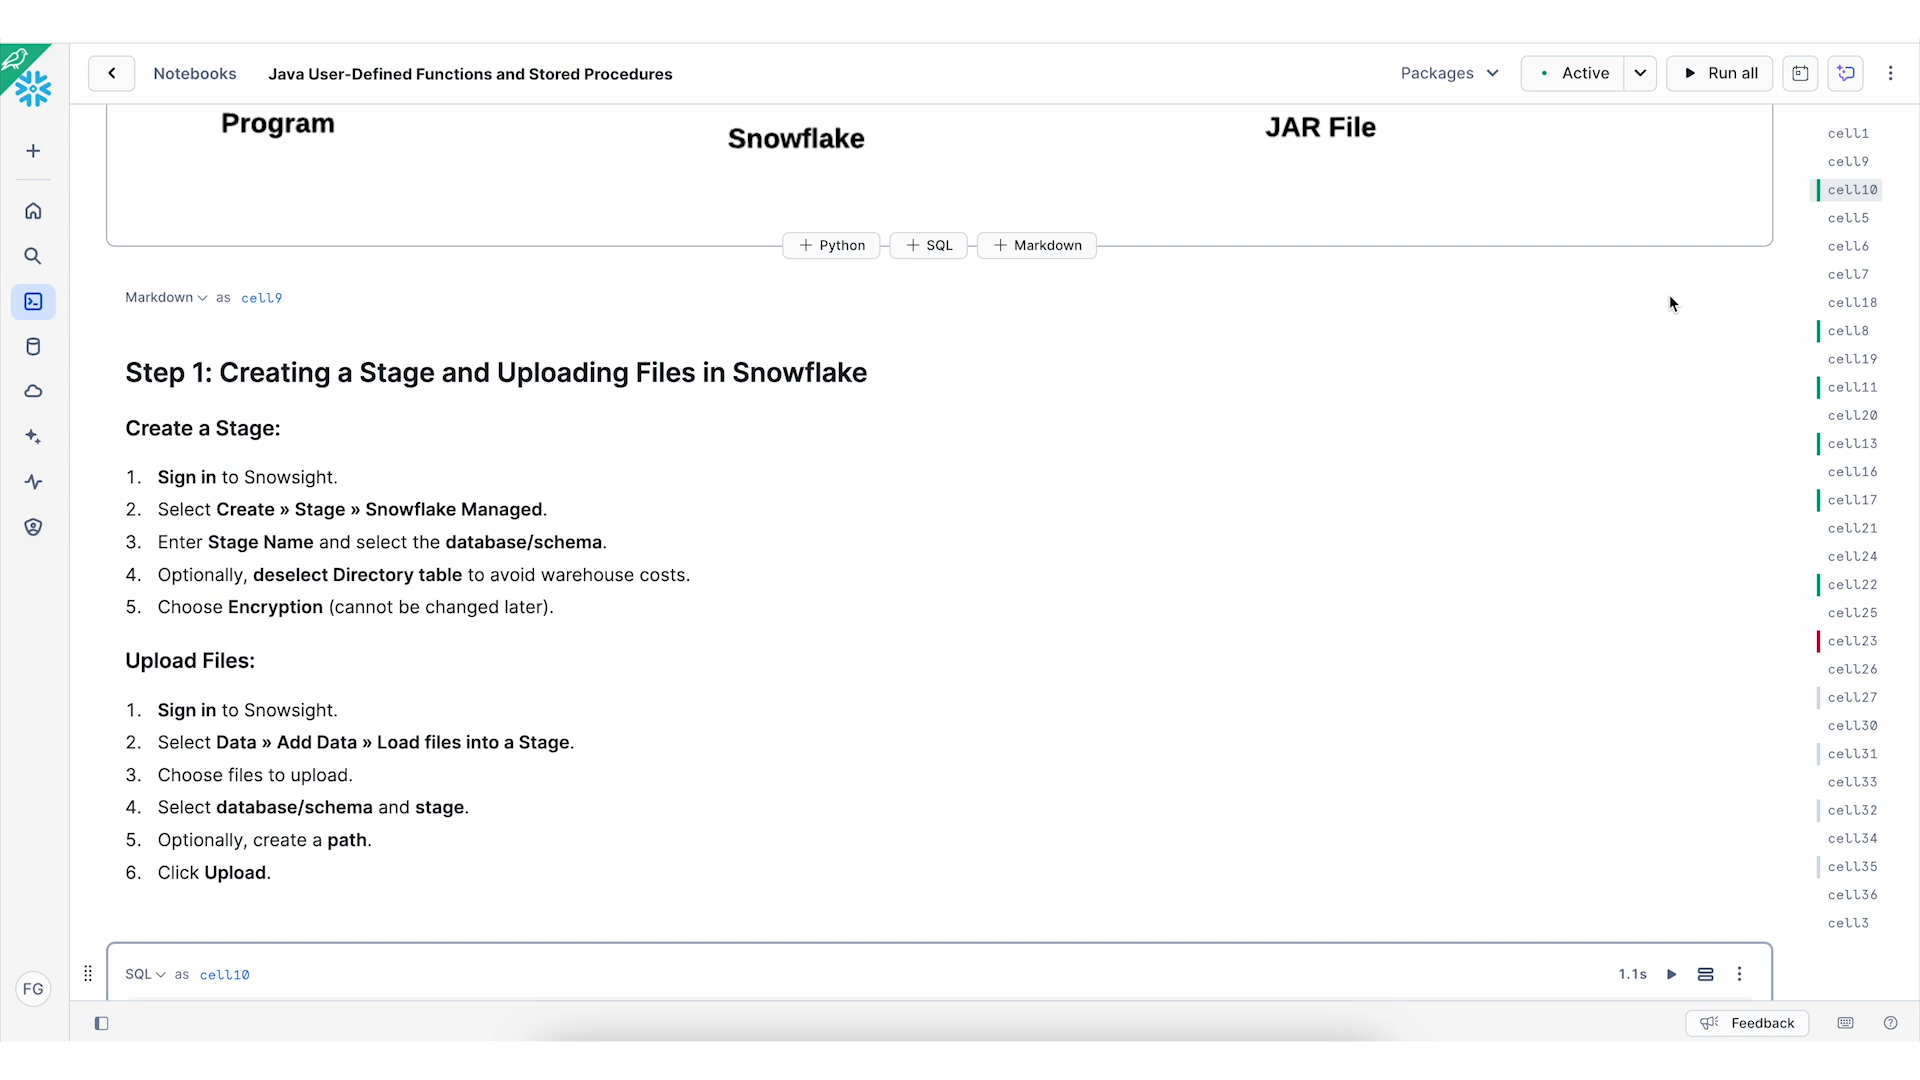 Notebooks
Java User-Defined Functions and Stored Procedures
Packages
Active
Run all
Program
Snowflake
JAR File
+ Python
+ SQL
+ Markdown
Markdown as cell9
Step 1: Creating a Stage and Uploading Files in Snowflake
Create a Stage:
1. Sign in to Snowsight.
2. Select Create » Stage » Snowflake Managed.
3. Enter Stage Name and select the database/schema.
4. Optionally, deselect Directory table to avoid warehouse costs.
5. Choose Encryption (cannot be changed later).
Upload Files:
1. Sign in to Snowsight.
2. Select Data » Add Data » Load files into a Stage.
3. Choose files to upload.
4. Select database/schema and stage.
5. Optionally, create a path.
6. Click Upload.
SQL as cell10
1.1s
cell1
cell9
cell10
cell5
cell6
cell7
cell18
cell8
cell19
cell11
cell20
cell13
cell16
cell17
cell21
cell24
cell22
cell25
cell23
cell26
cell27
cell30
cell31
cell33
cell32
cell34
cell35
cell36
cell3
FG
Feedback